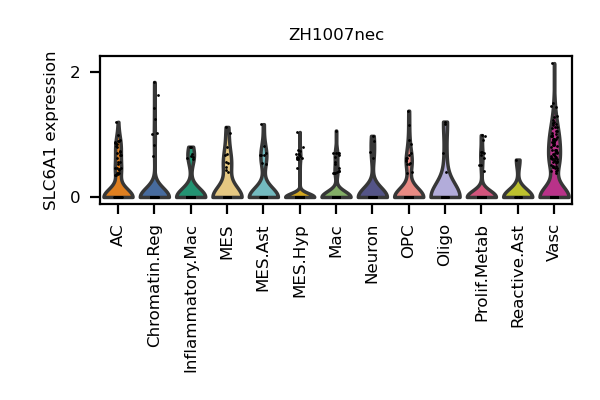 ZH1007nec
SLC6A1 expression
2
0
AC
Chromatin.Reg
Inflammatory.Mac
MES
MES.Ast
MES.Hyp
Mac
Neuron
OPC
Oligo
Prolif.Metab
Reactive.Ast
Vasc